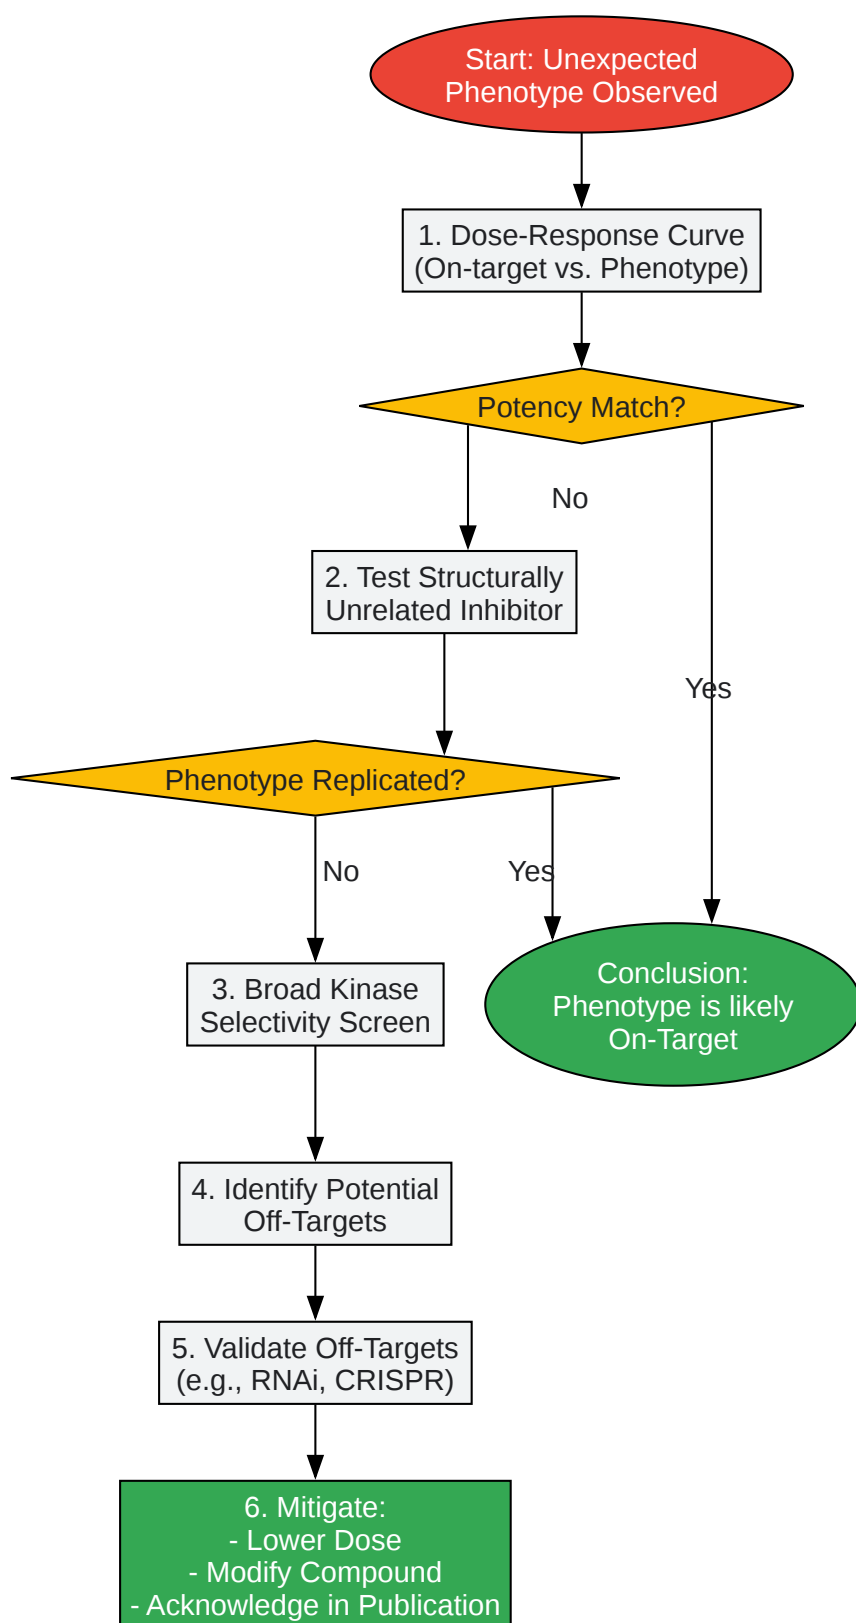 Start: Unexpected
Phenotype Observed
1. Dose-Response Curve
(On-target vs. Phenotype)
Potency Match?
No
2. Test Structurally
Unrelated Inhibitor
Yes
Phenotype Replicated?
No
Yes
3. Broad Kinase
Selectivity Screen
Conclusion:
Phenotype is likely
On-Target
4. Identify Potential
Off-Targets
5. Validate Off-Targets
(e.g., RNAi, CRISPR)
6. Mitigate:
- Lower Dose
- Modify Compound
- Acknowledge in Publication